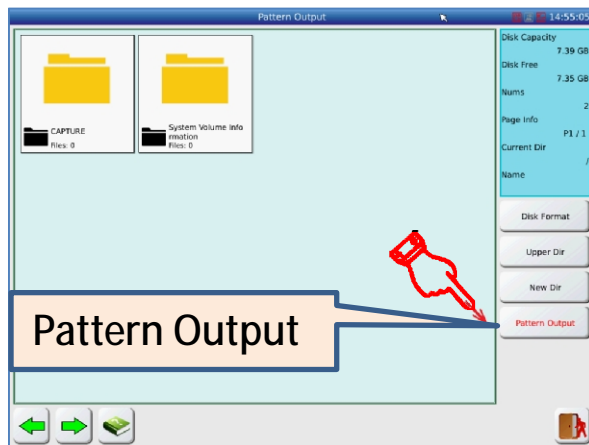 Pattern Output
14:55:05
CAPTURE
Files: 0
System Volume Info
rmation
Files: 0
Disk Capacity
7.39 GB
Disk Free
7.35 GB
Nums
2
Page Info
P1 / 1
Current Dir
/
Name
Disk Format
Upper Dir
New Dir
Pattern Output
Pattern Output